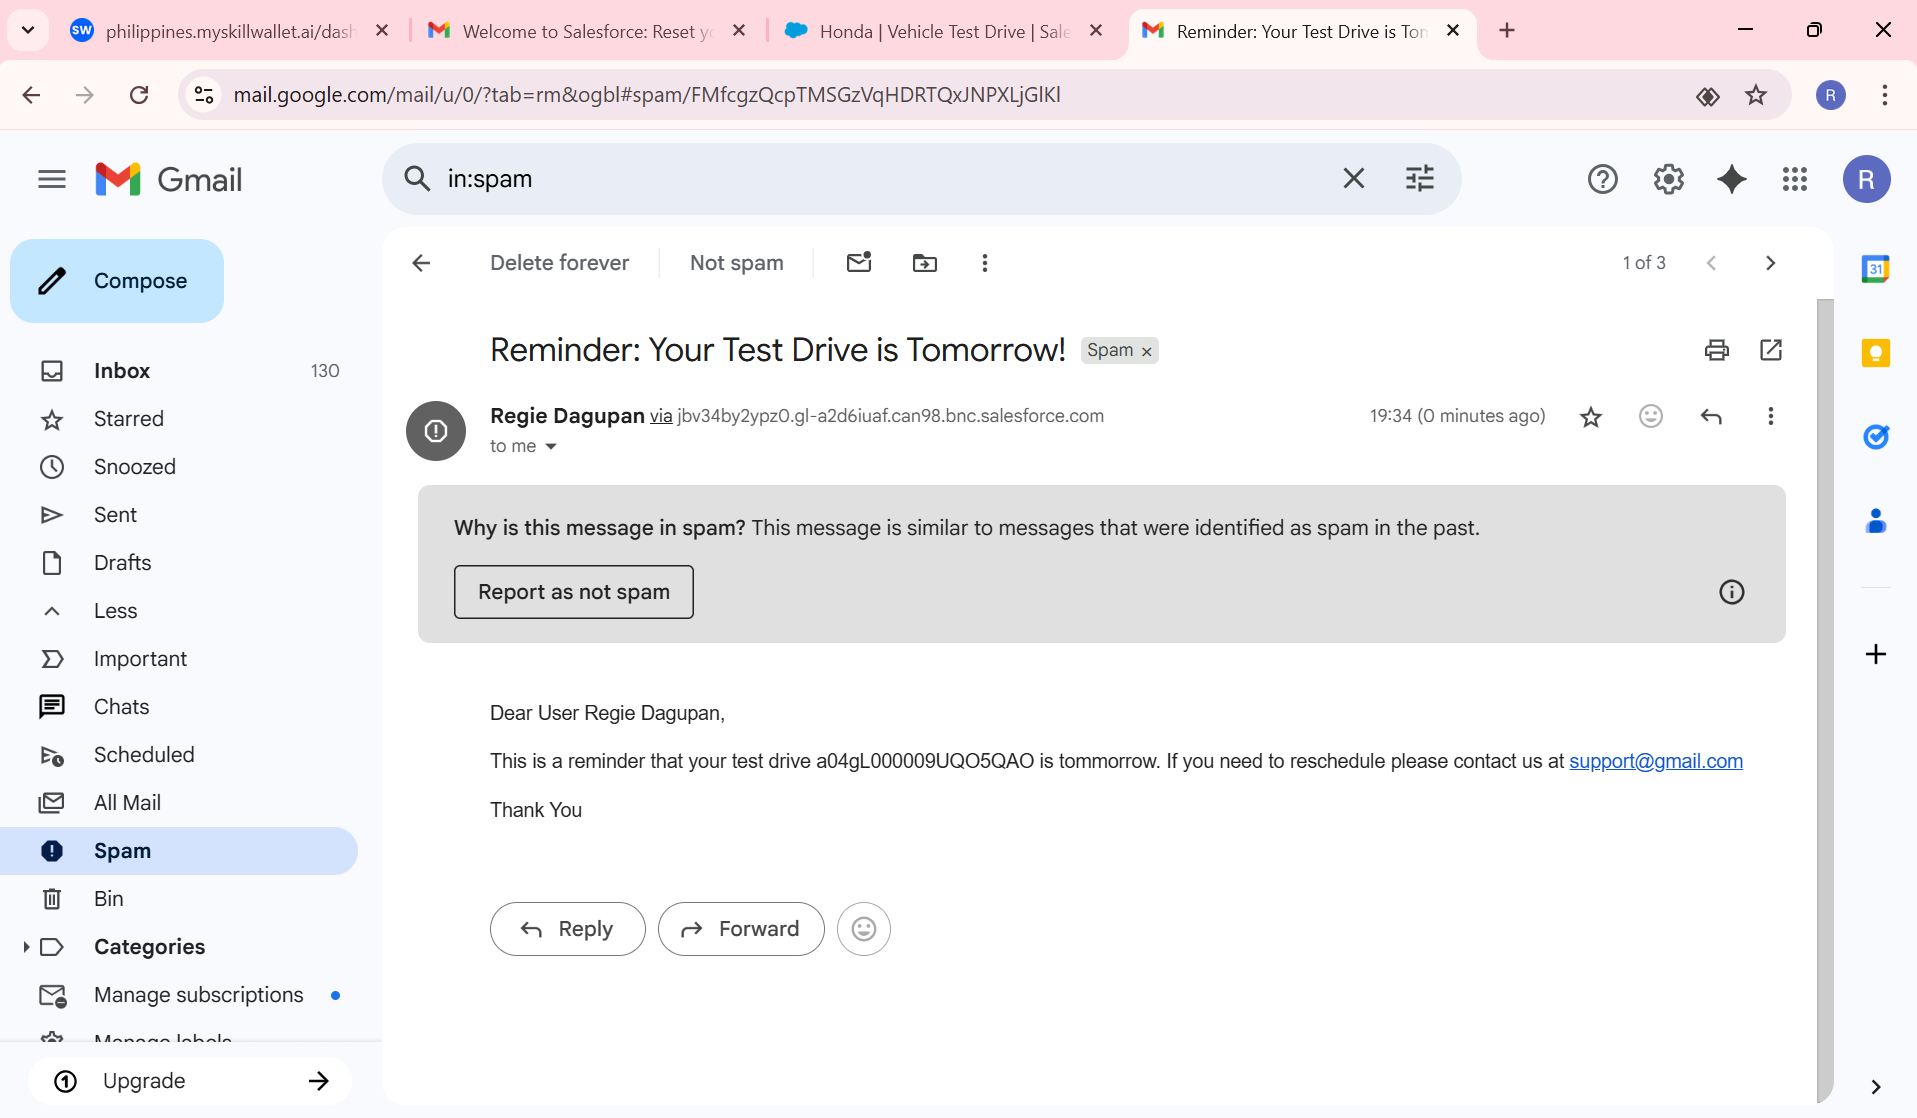 philippines.myskillwallet.ai/dash
Welcome to Salesforce: Reset yo
Honda | Vehicle Test Drive | Sale
Reminder: Your Test Drive is Ton
mail.google.com/mail/u/0/?tab=rm&ogbl#spam/FMfcgzQcpTMSGzVqHDRTQxJNPXLjGlKl
R
Gmail
in:spam
R
Compose
Delete forever
Not spam
1 of 3
31
Inbox 130
Starred
Snoozed
Sent
Drafts
Less
Important
Chats
Scheduled
All Mail
Spam
Bin
Categories
Manage subscriptions
Manage labels
Upgrade
Reminder: Your Test Drive is Tomorrow! Spam ×
Regie Dagupan via jbv34by2ypz0.gl-a2d6iuaf.can98.bnc.salesforce.com
19:34 (0 minutes ago)
to me
Why is this message in spam? This message is similar to messages that were identified as spam in the past.
Report as not spam
Dear User Regie Dagupan,
This is a reminder that your test drive a04gL000009UQO5QAO is tommorrow. If you need to reschedule please contact us at support@gmail.com
Thank You
Reply
Forward